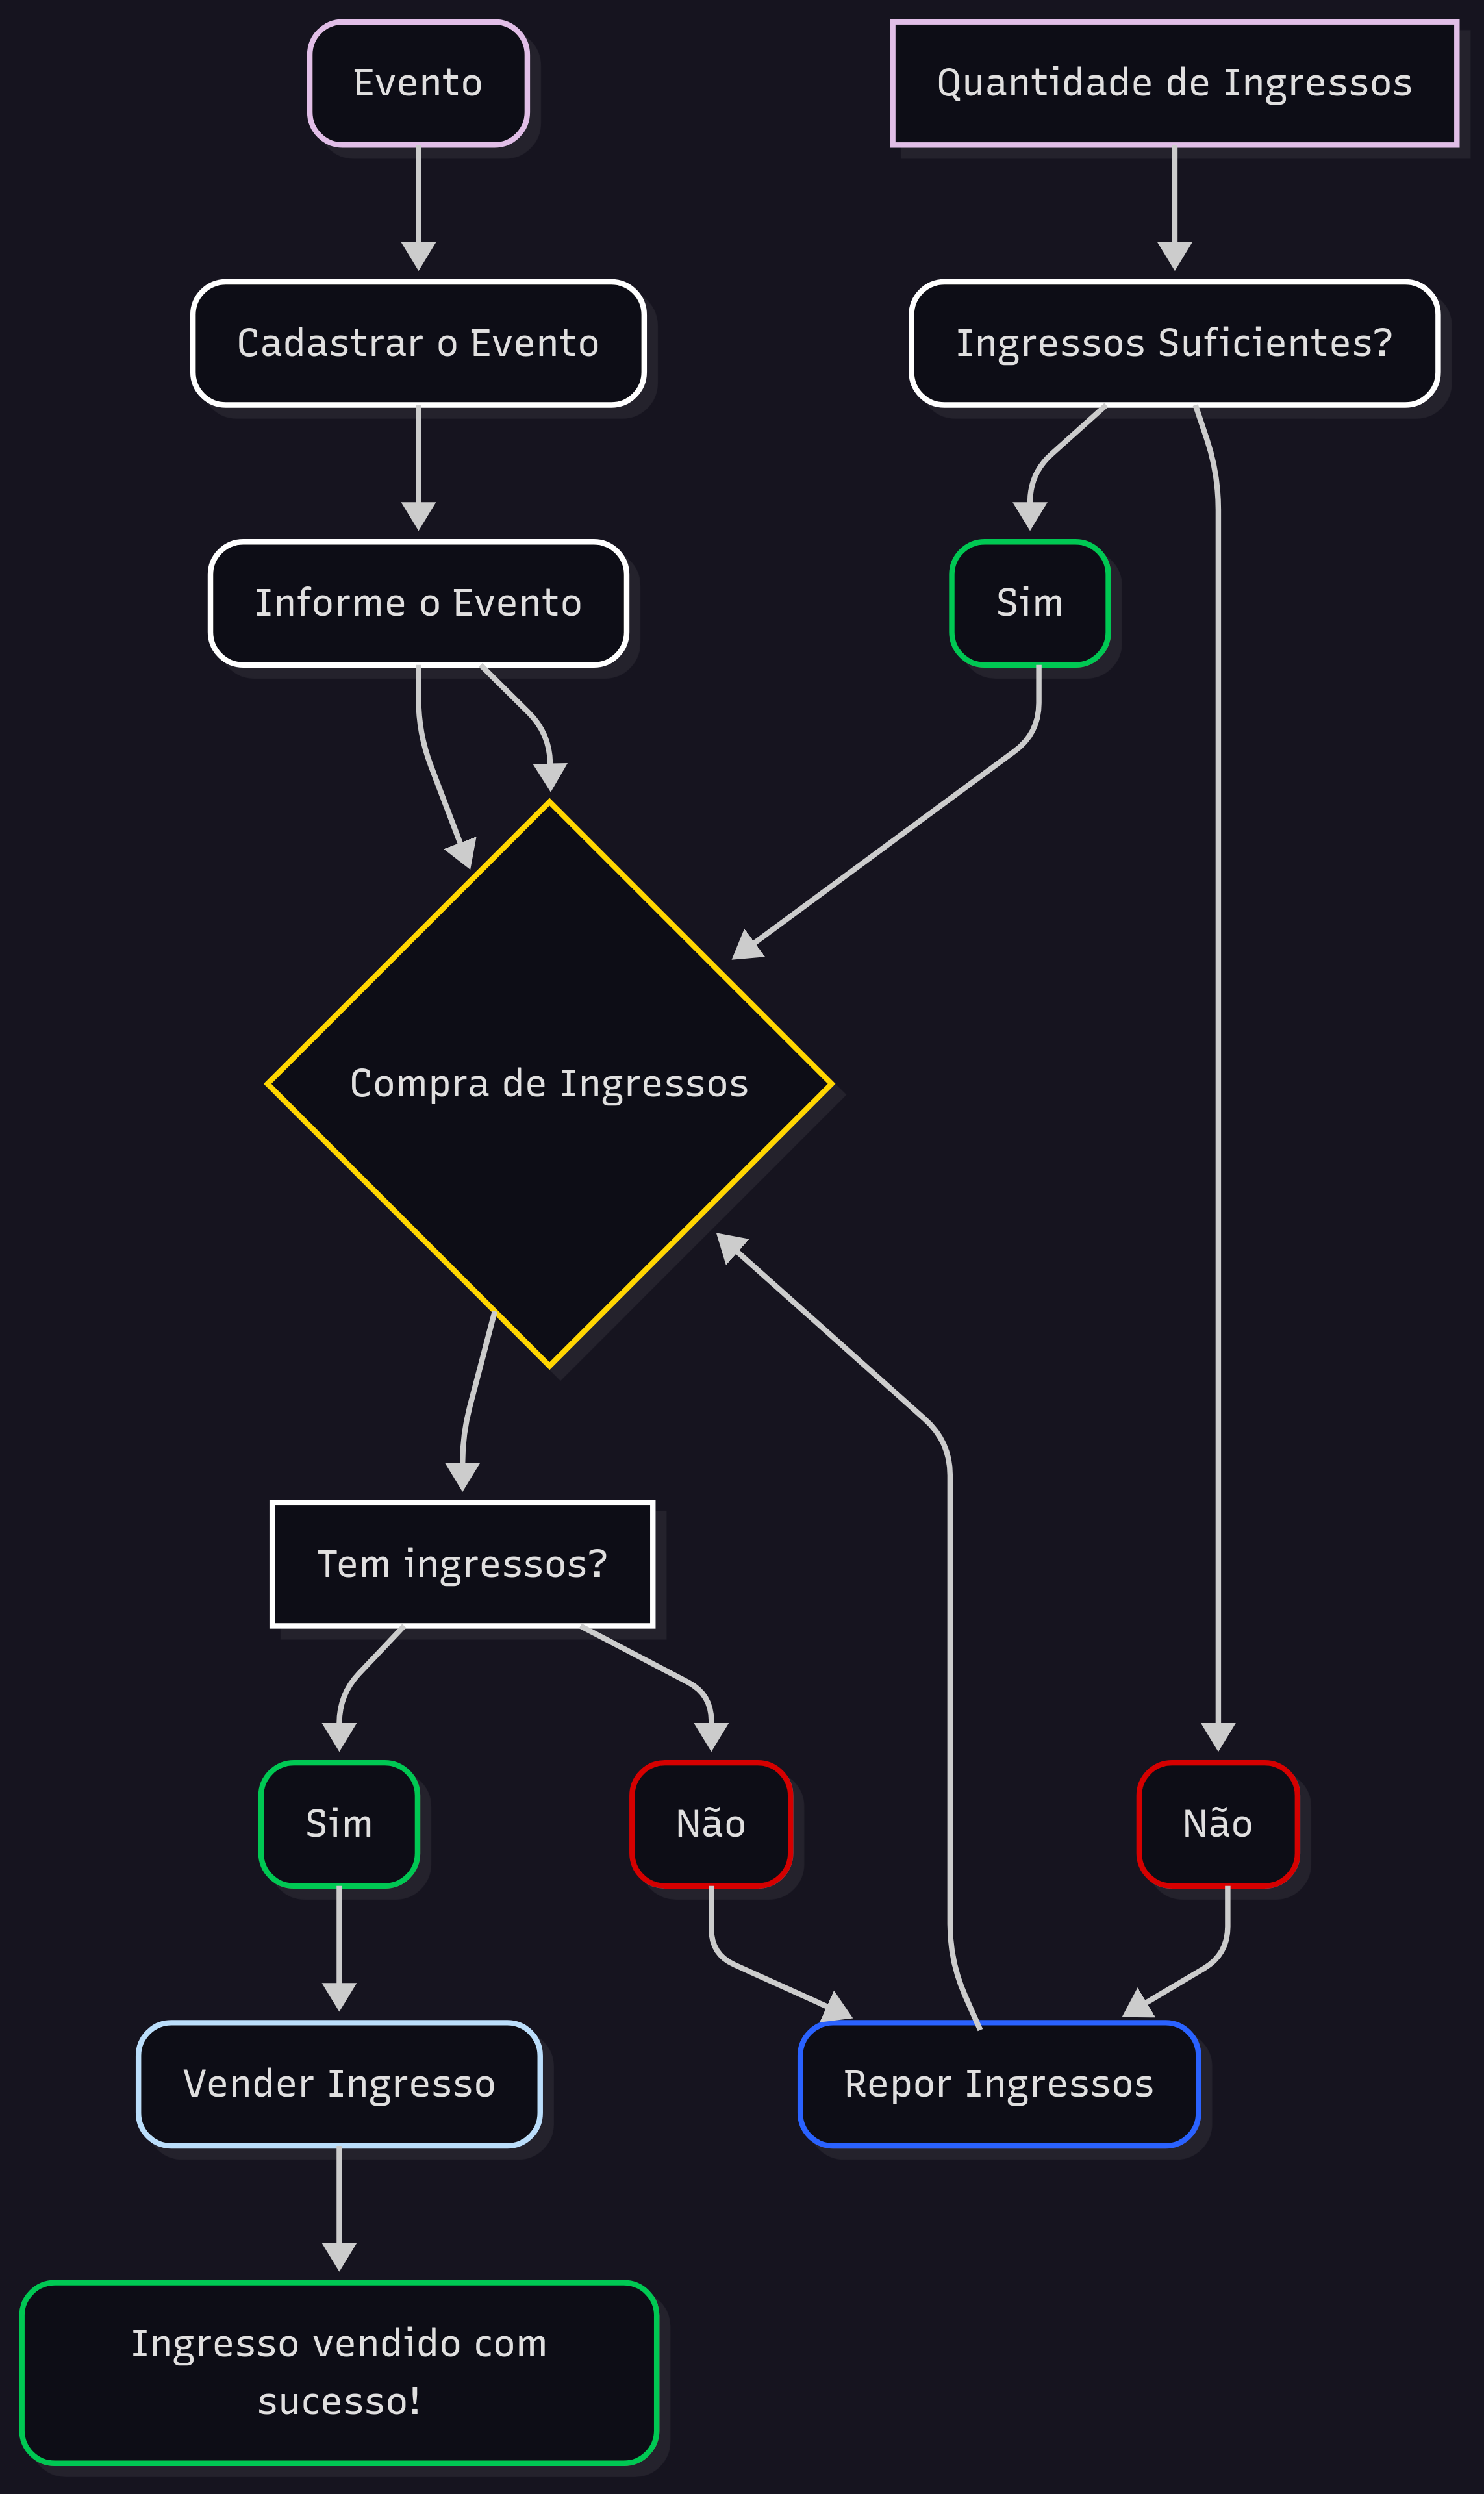 Evento
Quantidade de Ingressos
Cadastrar o Evento
Ingressos Suficientes?
Informe o Evento
Sim
Compra de Ingressos
Tem ingressos?
Sim
Não
Não
Vender Ingresso
Repor Ingressos
Ingresso vendido com
sucesso!